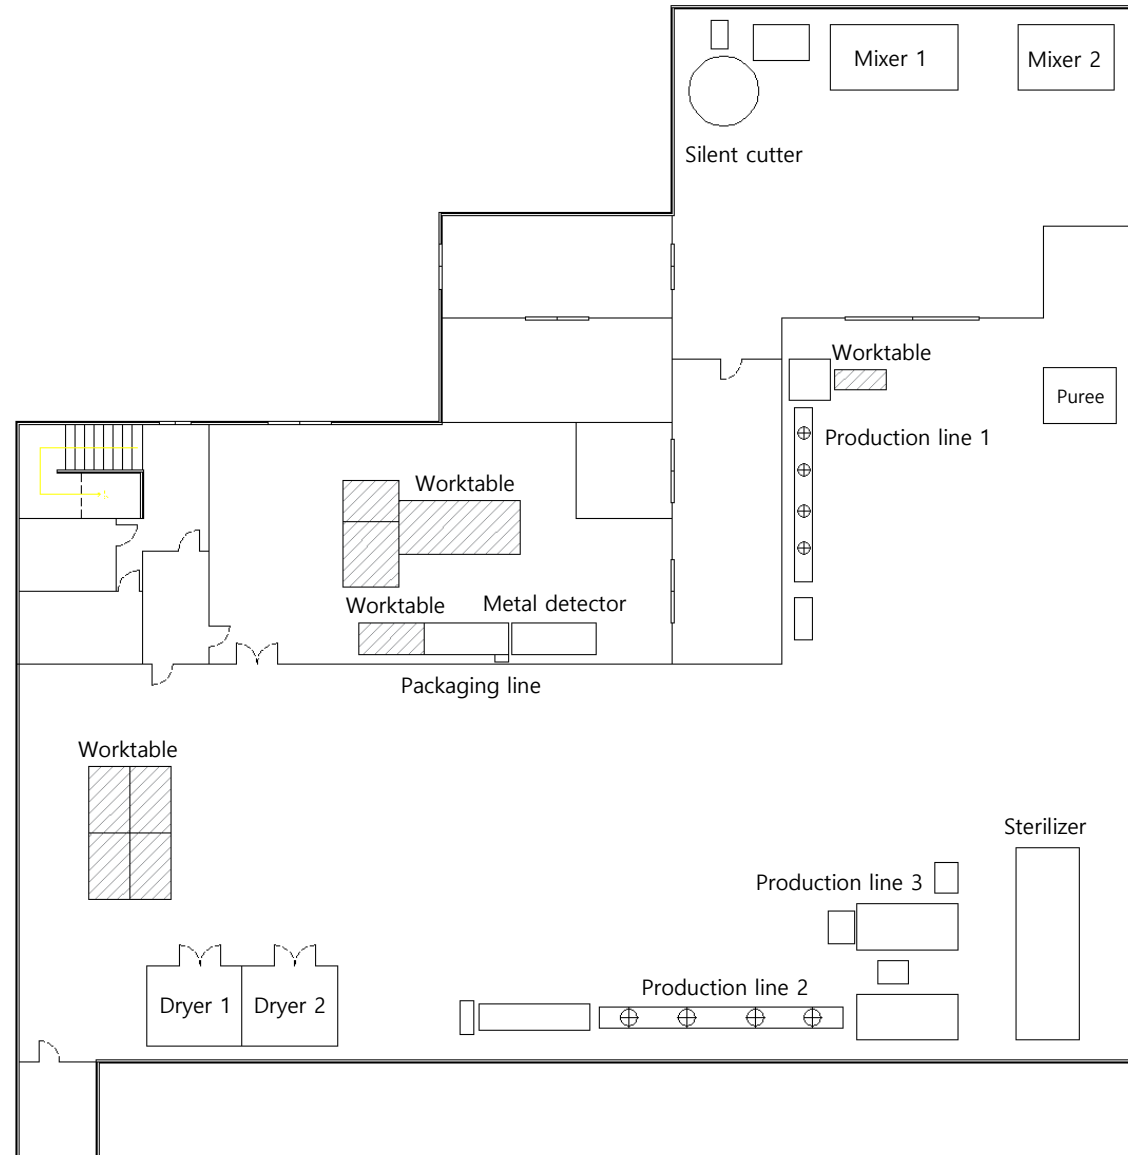 Mixer 1
Mixer 2
Silent cutter
Worktable
Puree
Production line 1
Worktable
Worktable
Metal detector
Packaging line
Worktable
Sterilizer
Production line 3
Production line 2
Dryer 1
Dryer 2